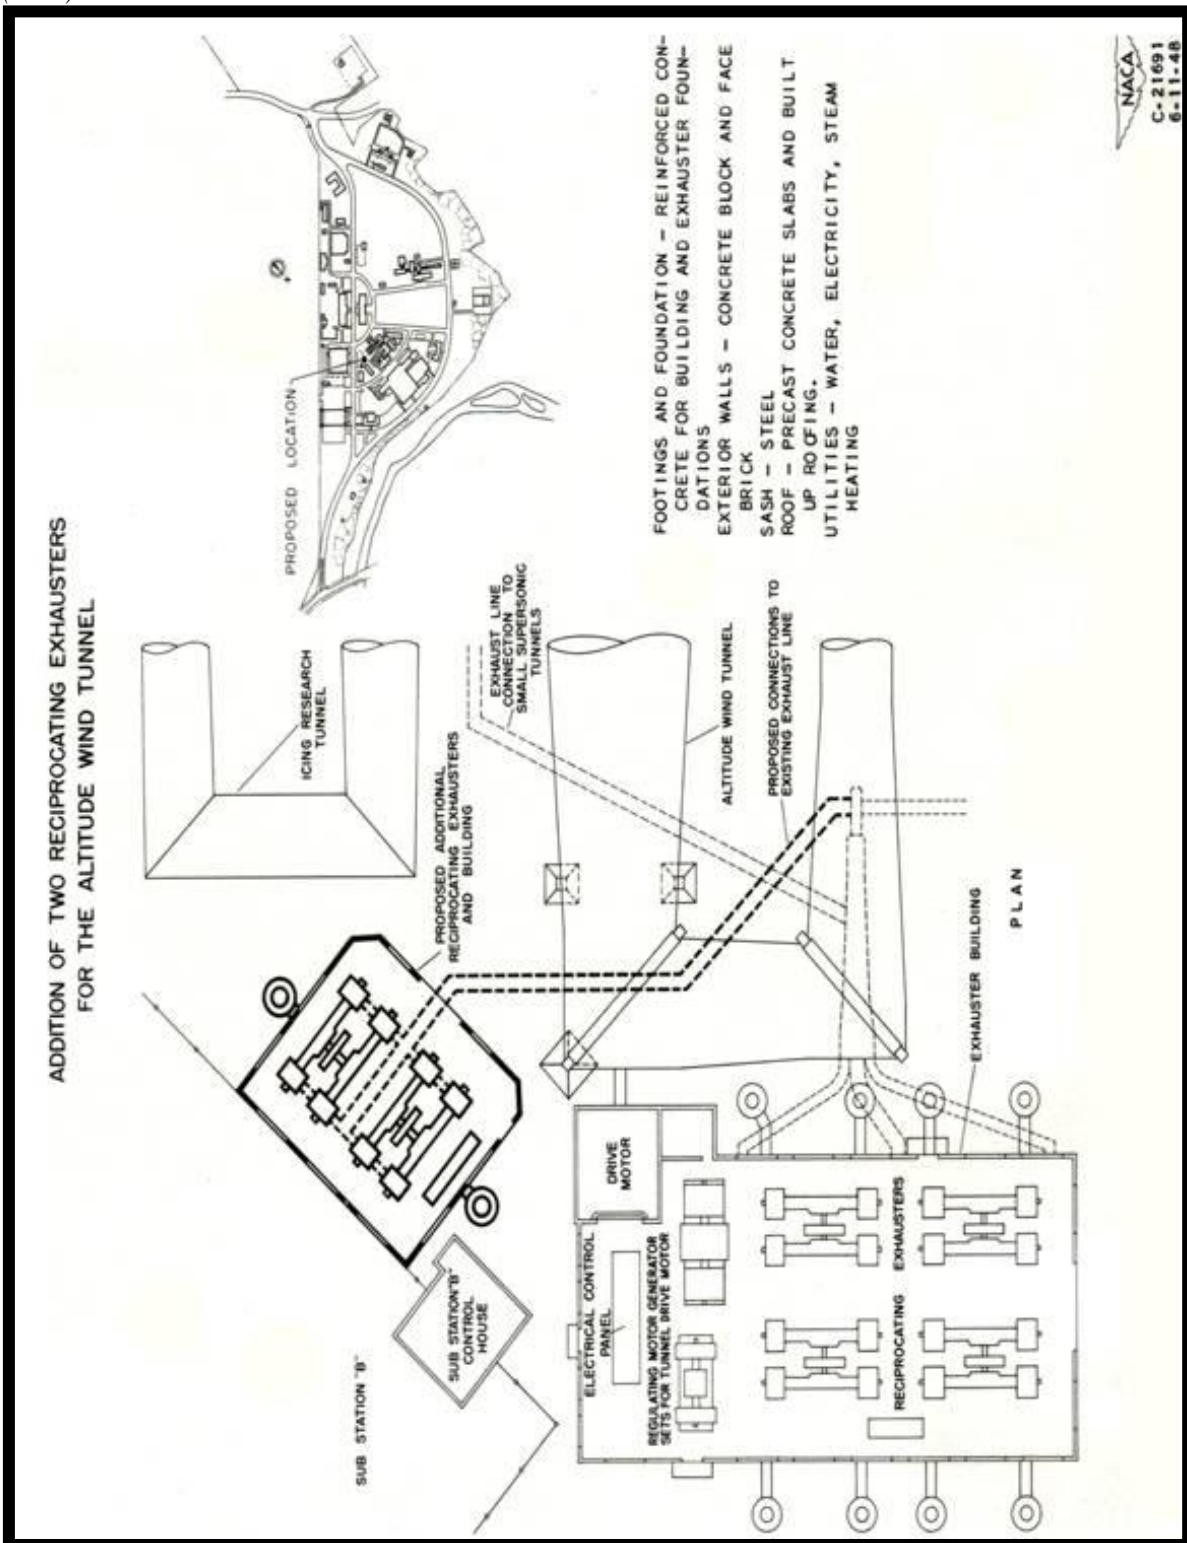 ADDITION OF TWO RECIPROCATING EXHAUSTERS
FOR THE ALTITUDE WIND TUNNEL
PROPOSED LOCATION
ICING RESEARCH
TUNNEL
PROPOSED ADDITIONAL
RECIPROCATING EXHAUSTERS
AND BUILDING
EXHAUST LINE
CONNECTION TO
SMALL SUPERSONIC
TUNNELS
ALTITUDE WIND TUNNEL
PROPOSED CONNECTIONS TO
EXISTING EXHAUST LINE
SUB STATION "B"
SUB STATION "B"
CONTROL
HOUSE
DRIVE
MOTOR
ELECTRICAL CONTROL
PANEL
REGULATING MOTOR GENERATOR
SETS FOR TUNNEL DRIVE MOTOR
RECIPROCATING EXHAUSTERS
EXHAUSTER BUILDING
PLAN
FOOTINGS AND FOUNDATION – REINFORCED CON-
CRETE FOR BUILDING AND EXHAUSTER FOUN-
DATIONS
EXTERIOR WALLS – CONCRETE BLOCK AND FACE
BRICK
SASH – STEEL
ROOF – PRECAST CONCRETE SLABS AND BUILT
UP ROOFING.
UTILITIES – WATER, ELECTRICITY, STEAM
HEATING
NACA
C-21691
6-11-48